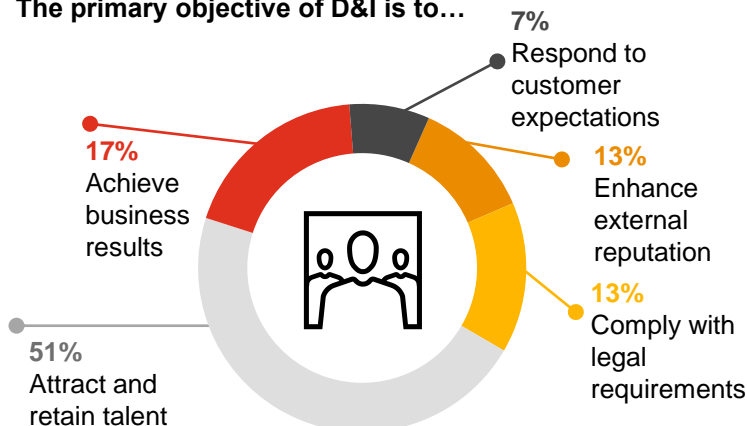 The primary objective of D&I is to…
7%
Respond to
customer
expectations
17%
Achieve
business
results
13%
Enhance
external
reputation
13%
Comply with
legal
requirements
51%
Attract and
retain talent